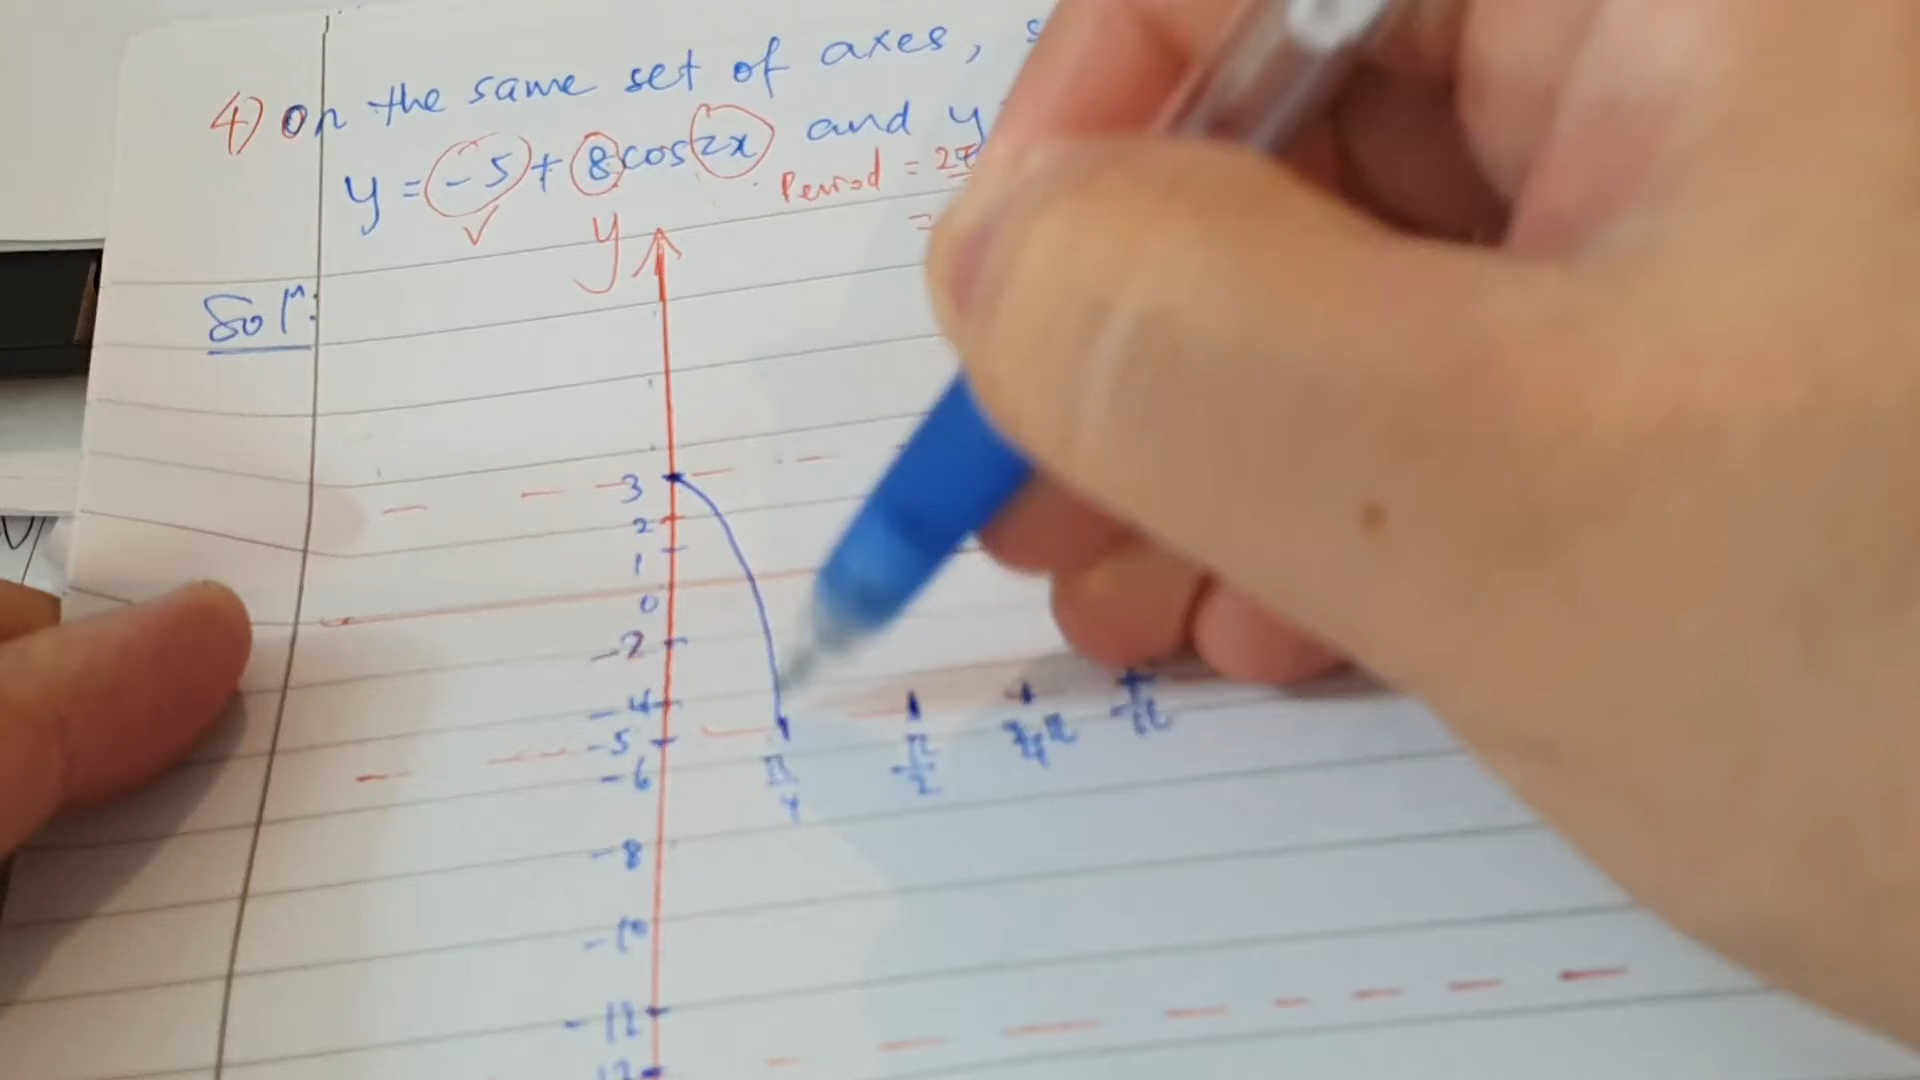 4) On the same set of axes,
y = -5 + 8cos2x and y
Period = 2π
=
y
Solⁿ:
3
2
1
0
-2
-4
-5
-6
π/4 π/2 3/4π π
-8
-10
-12